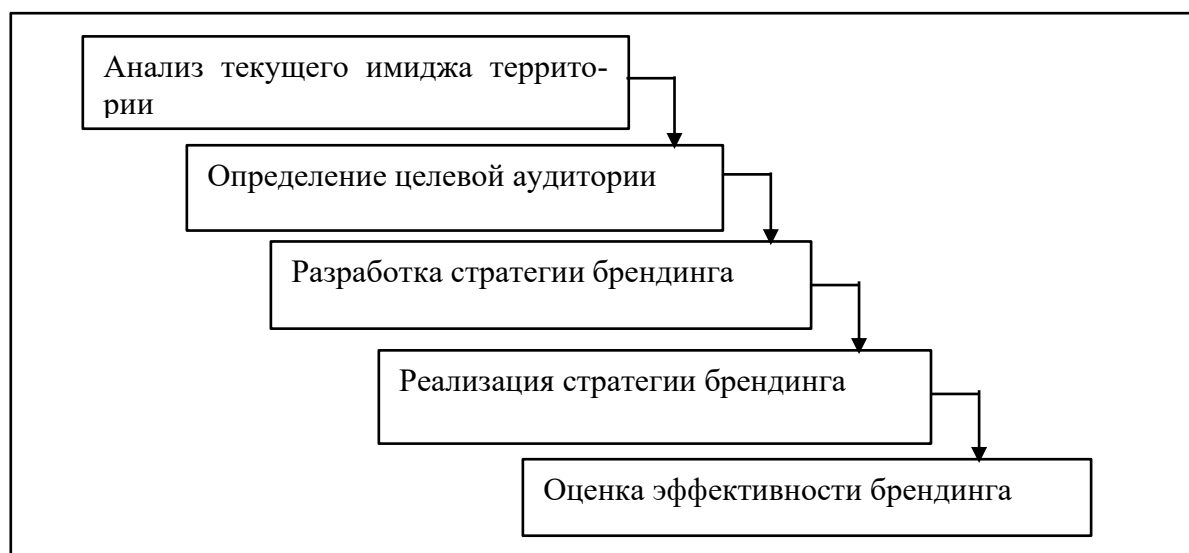 Анализ текущего имиджа террито-
рии
Определение целевой аудитории
Разработка стратегии брендинга
Реализация стратегии брендинга
Оценка эффективности брендинга